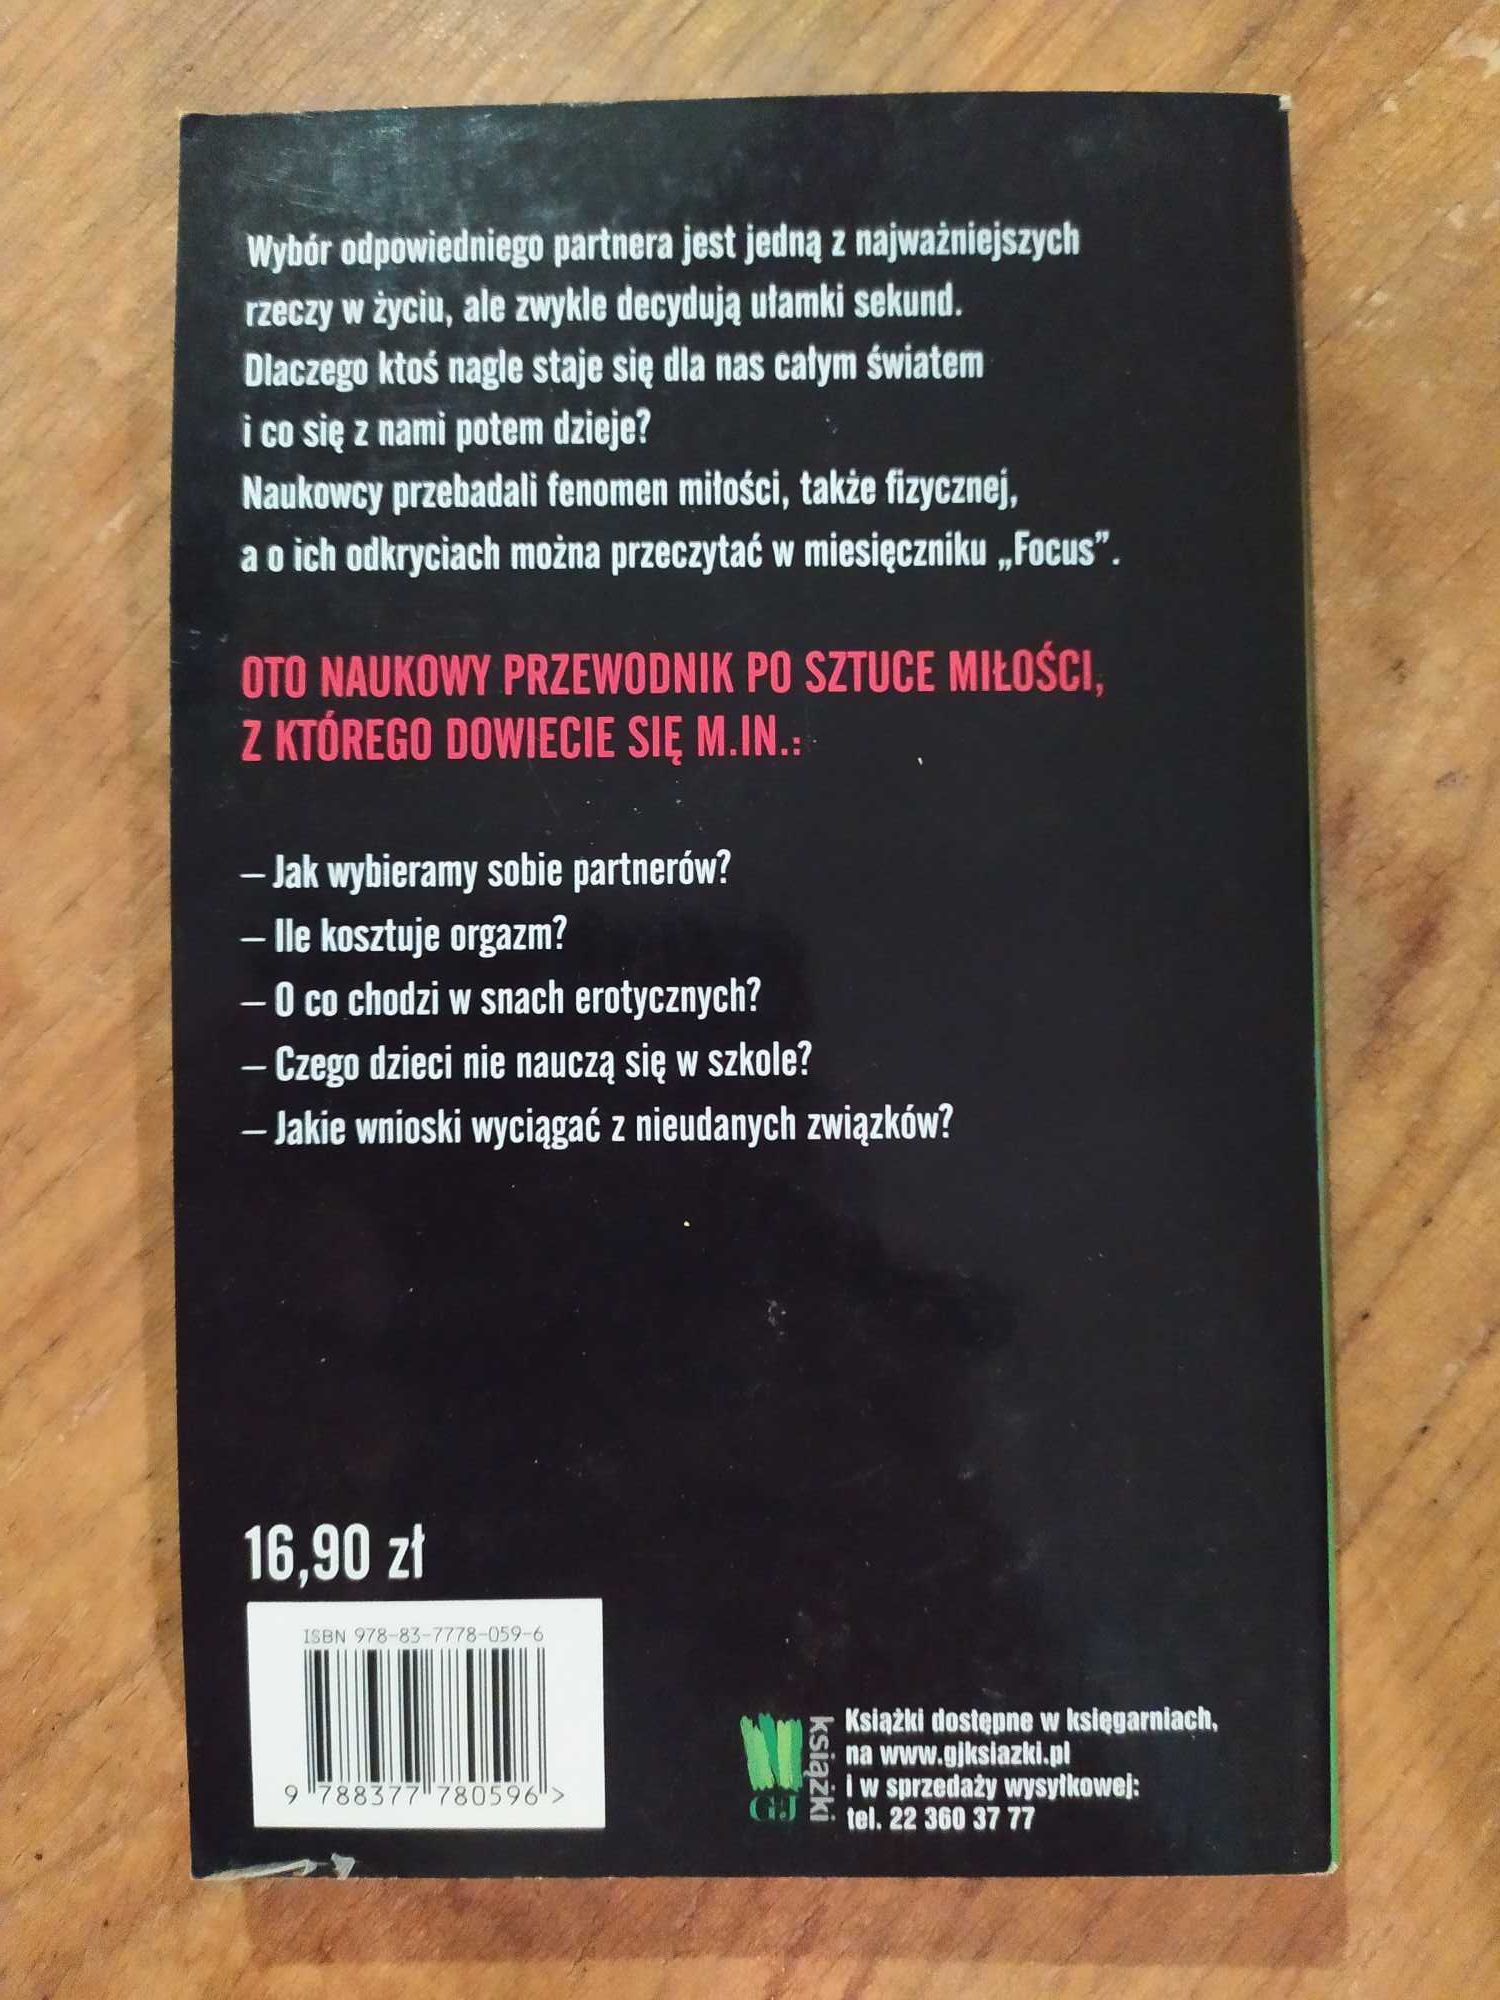 Wybór odpowiedniego partnera jest jedną z najważniejszych
rzeczy w życiu, ale zwykle decydują ułamki sekund.
Dlaczego ktoś nagle staje się dla nas całym światem
i co się z nami potem dzieje?
Naukowcy przebadali fenomen miłości, także fizycznej,
a o ich odkryciach można przeczytać w miesięczniku „Focus”.
OTO NAUKOWY PRZEWODNIK PO SZTUCE MIŁOŚCI,
Z KTÓREGO DOWIECIE SIĘ M.IN.:
– Jak wybieramy sobie partnerów?
– Ile kosztuje orgazm?
– O co chodzi w snach erotycznych?
– Czego dzieci nie nauczą się w szkole?
– Jakie wnioski wyciągać z nieudanych związków?
16,90 zł
ISBN 978-83-7778-059-6
9 788377 780596 >
G+J
książki
Książki dostępne w księgarniach,
na www.gjksiazki.pl
i w sprzedaży wysyłkowej:
tel. 22 360 37 77